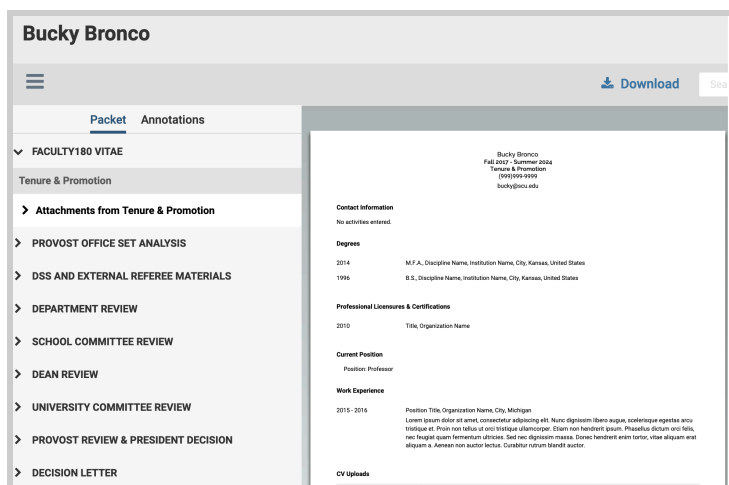 Bucky Bronco
Download
Sea
Packet Annotations
FACULTY180 VITAE
Tenure & Promotion
Attachments from Tenure & Promotion
PROVOST OFFICE SET ANALYSIS
DSS AND EXTERNAL REFEREE MATERIALS
DEPARTMENT REVIEW
SCHOOL COMMITTEE REVIEW
DEAN REVIEW
UNIVERSITY COMMITTEE REVIEW
PROVOST REVIEW & PRESIDENT DECISION
DECISION LETTER
Bucky Bronco
Fall 2017 - Summer 2024
Tenure & Promotion
(999)999-9999
bucky@scu.edu
Contact Information
No activities entered.
Degrees
2014 M.F.A., Discipline Name, Institution Name, City, Kansas, United States
1996 B.S., Discipline Name, Institution Name, City, Kansas, United States
Professional Licensures & Certifications
2010 Title, Organization Name
Current Position
Position: Professor
Work Experience
2015 - 2016 Position Title, Organization Name, City, Michigan
Lorem ipsum dolor sit amet, consectetur adipiscing elit. Nunc dignissim libero augue, scelerisque egestas arcu
tristique et. Proin non tellus ut orci tristique ullamcorper. Etiam non hendrerit ipsum. Phasellus dictum orci felis,
nec feugiat quam fermentum ultricies. Sed nec dignissim massa. Donec hendrerit enim tortor, vitae aliquam erat
aliquam a. Aenean non auctor lectus. Curabitur rutrum blandit auctor.
CV Uploads